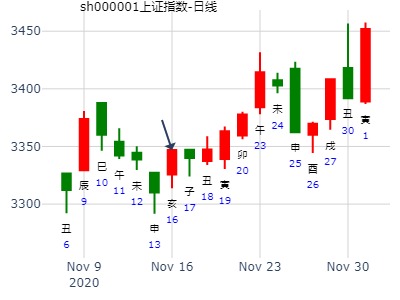 sh000001上证指数-日线
3450
3400
3350
3300
丑
6
辰
9
巳
10
午
11
未
12
申
13
亥
16
子
17
丑
18
寅
19
卯
20
午
23
未
24
申
25
酉
26
戌
27
丑
30
寅
1
Nov 9
2020
Nov 16
Nov 23
Nov 30